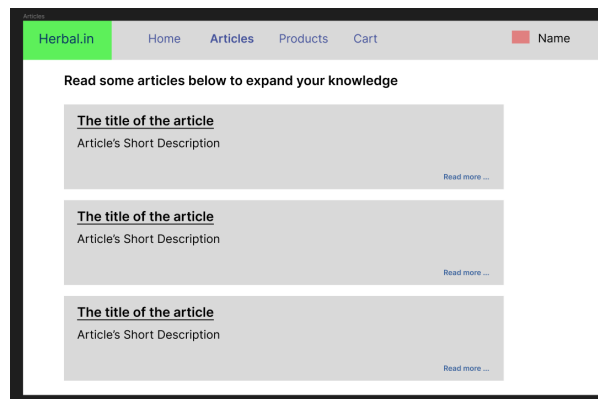 Articles
Herbal.in Home Articles Products Cart Name
Read some articles below to expand your knowledge
The title of the article
Article's Short Description
Read more ...
The title of the article
Article's Short Description
Read more ...
The title of the article
Article's Short Description
Read more ...